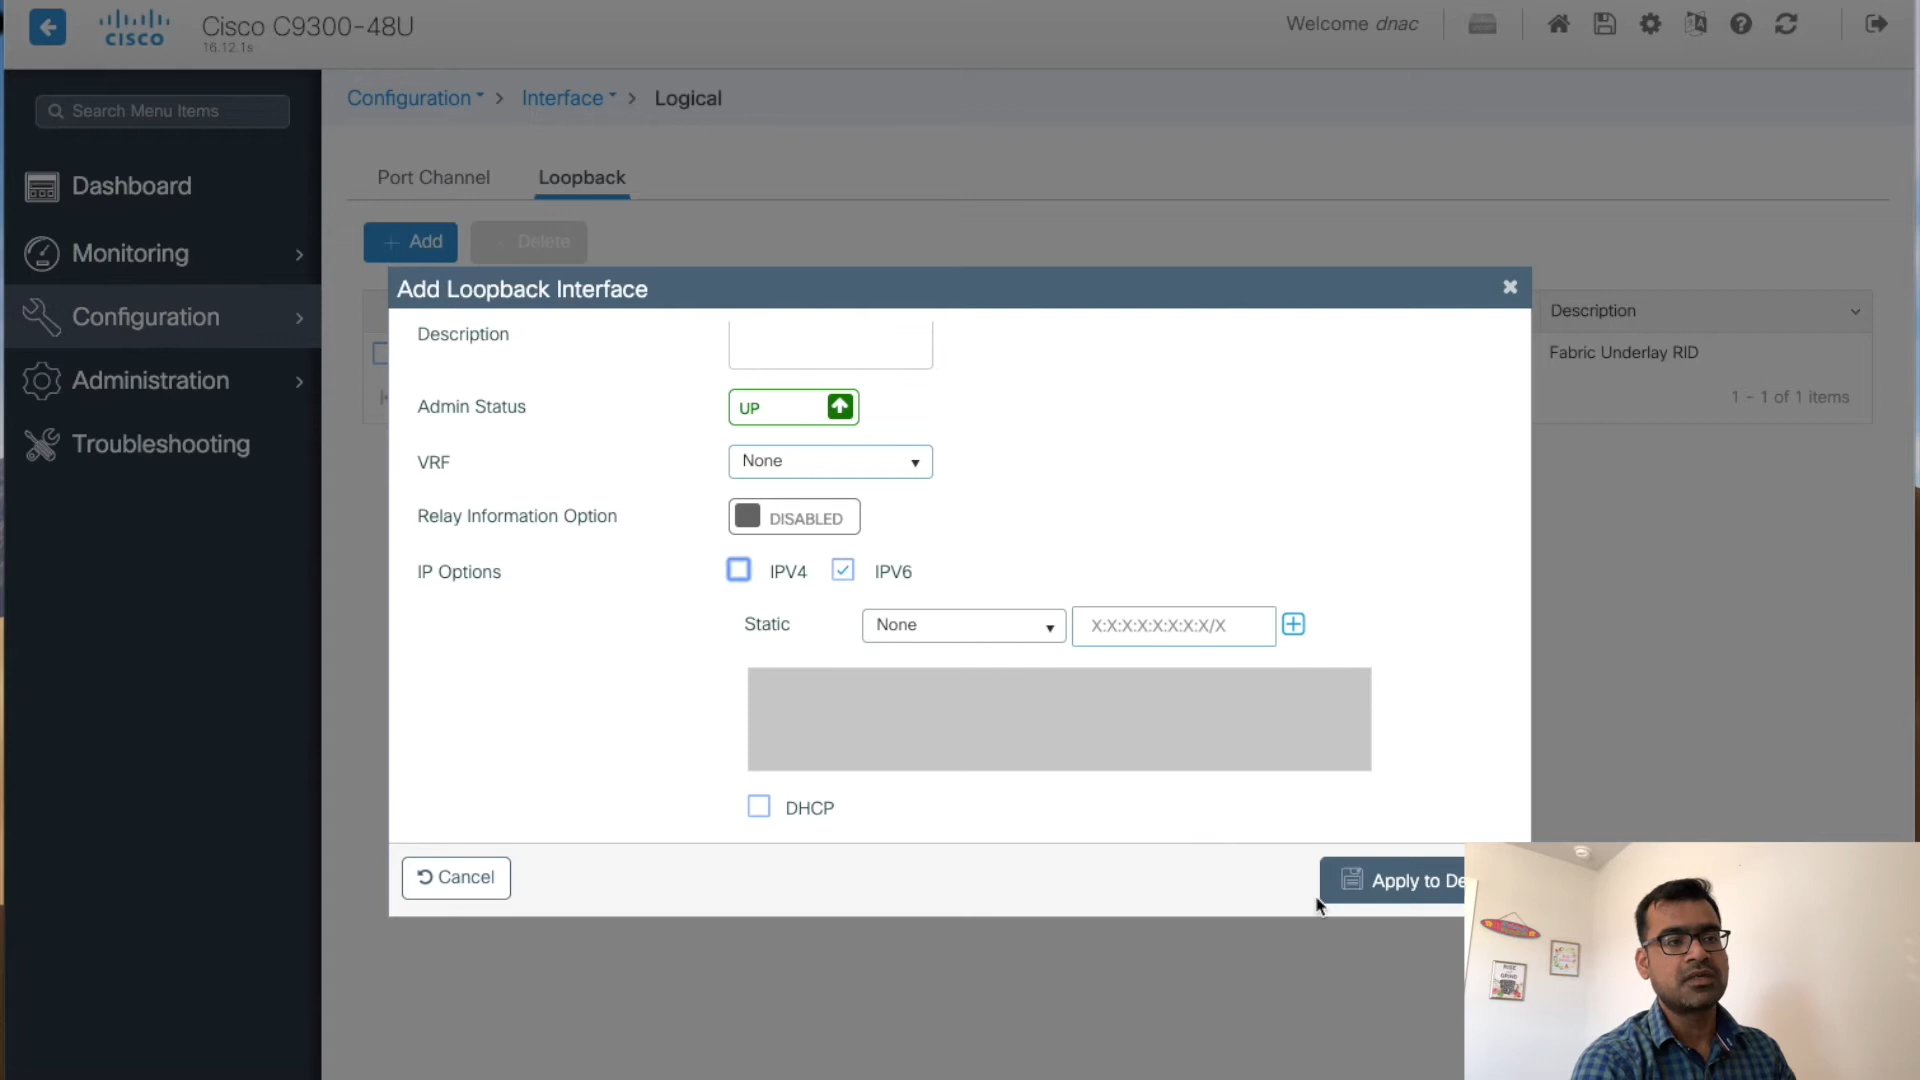 CISCO
Cisco C9300-48U
16.12.1s
Welcome dnac
Search Menu Items
Dashboard
Monitoring
Configuration
Administration
Troubleshooting
Configuration > Interface > Logical
Port Channel
Loopback
+ Add
× Delete
Add Loopback Interface
Description
Description
Fabric Underlay RID
1 - 1 of 1 items
Admin Status
UP
VRF
None
Relay Information Option
DISABLED
IP Options
IPV4
IPV6
Static
None
X:X:X:X:X:X:X:X/X
DHCP
Cancel
Apply to De
RISE
GRIND